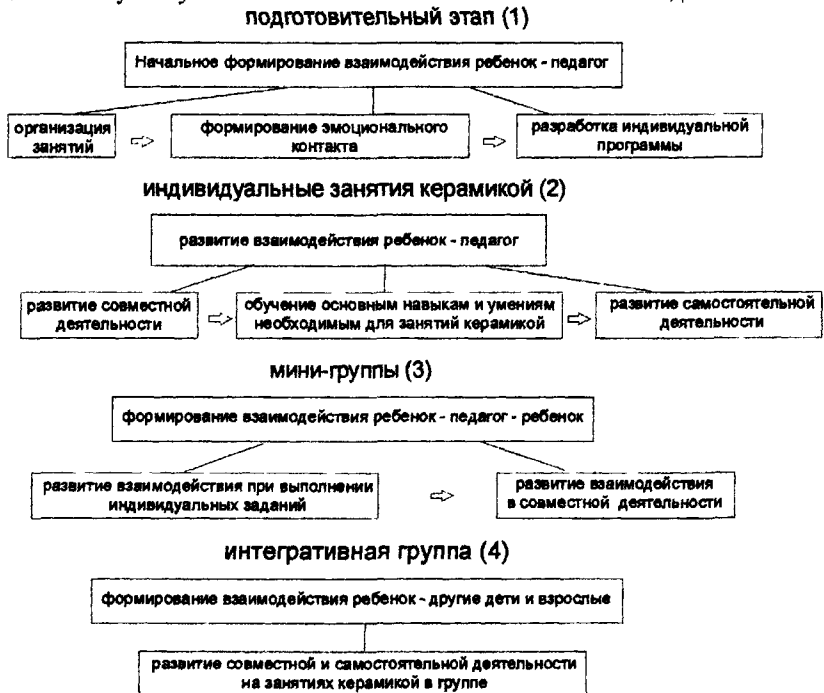 подготовительный этап (1)
Начальное формирование взаимодействия ребенок - педагог
организация
занятий
формирование эмоционального
контакта
разработка индивидуальной
программы
индивидуальные занятия керамикой (2)
развитие взаимодействия ребенок - педагог
развитие совместной
деятельности
обучение основным навыкам и умениям
необходимым для занятий керамикой
развитие самостоятельной
деятельности
мини-группы (3)
формирование взаимодействия ребенок - педагог - ребенок
развитие взаимодействия при выполнении
индивидуальных заданий
развитие взаимодействия
в совместной деятельности
интегративная группа (4)
формирование взаимодействия ребенок - другие дети и взрослые
развитие совместной и самостоятельной деятельности
на занятиях керамикой в группе